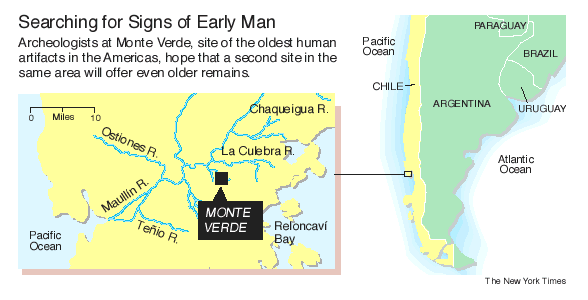 Searching for Signs of Early Man
Archeologists at Monte Verde, site of the oldest human
artifacts in the Americas, hope that a second site in the
same area will offer even older remains.
0 10
Miles
Chaqueigua R.
Ostiones R.
La Culebra R.
Maullín R.
MONTE
VERDE
Teñio R.
Reloncaví
Bay
Pacific
Ocean
PARAGUAY
Pacific
Ocean
BRAZIL
CHILE
ARGENTINA
URUGUAY
Atlantic
Ocean
The New York Times